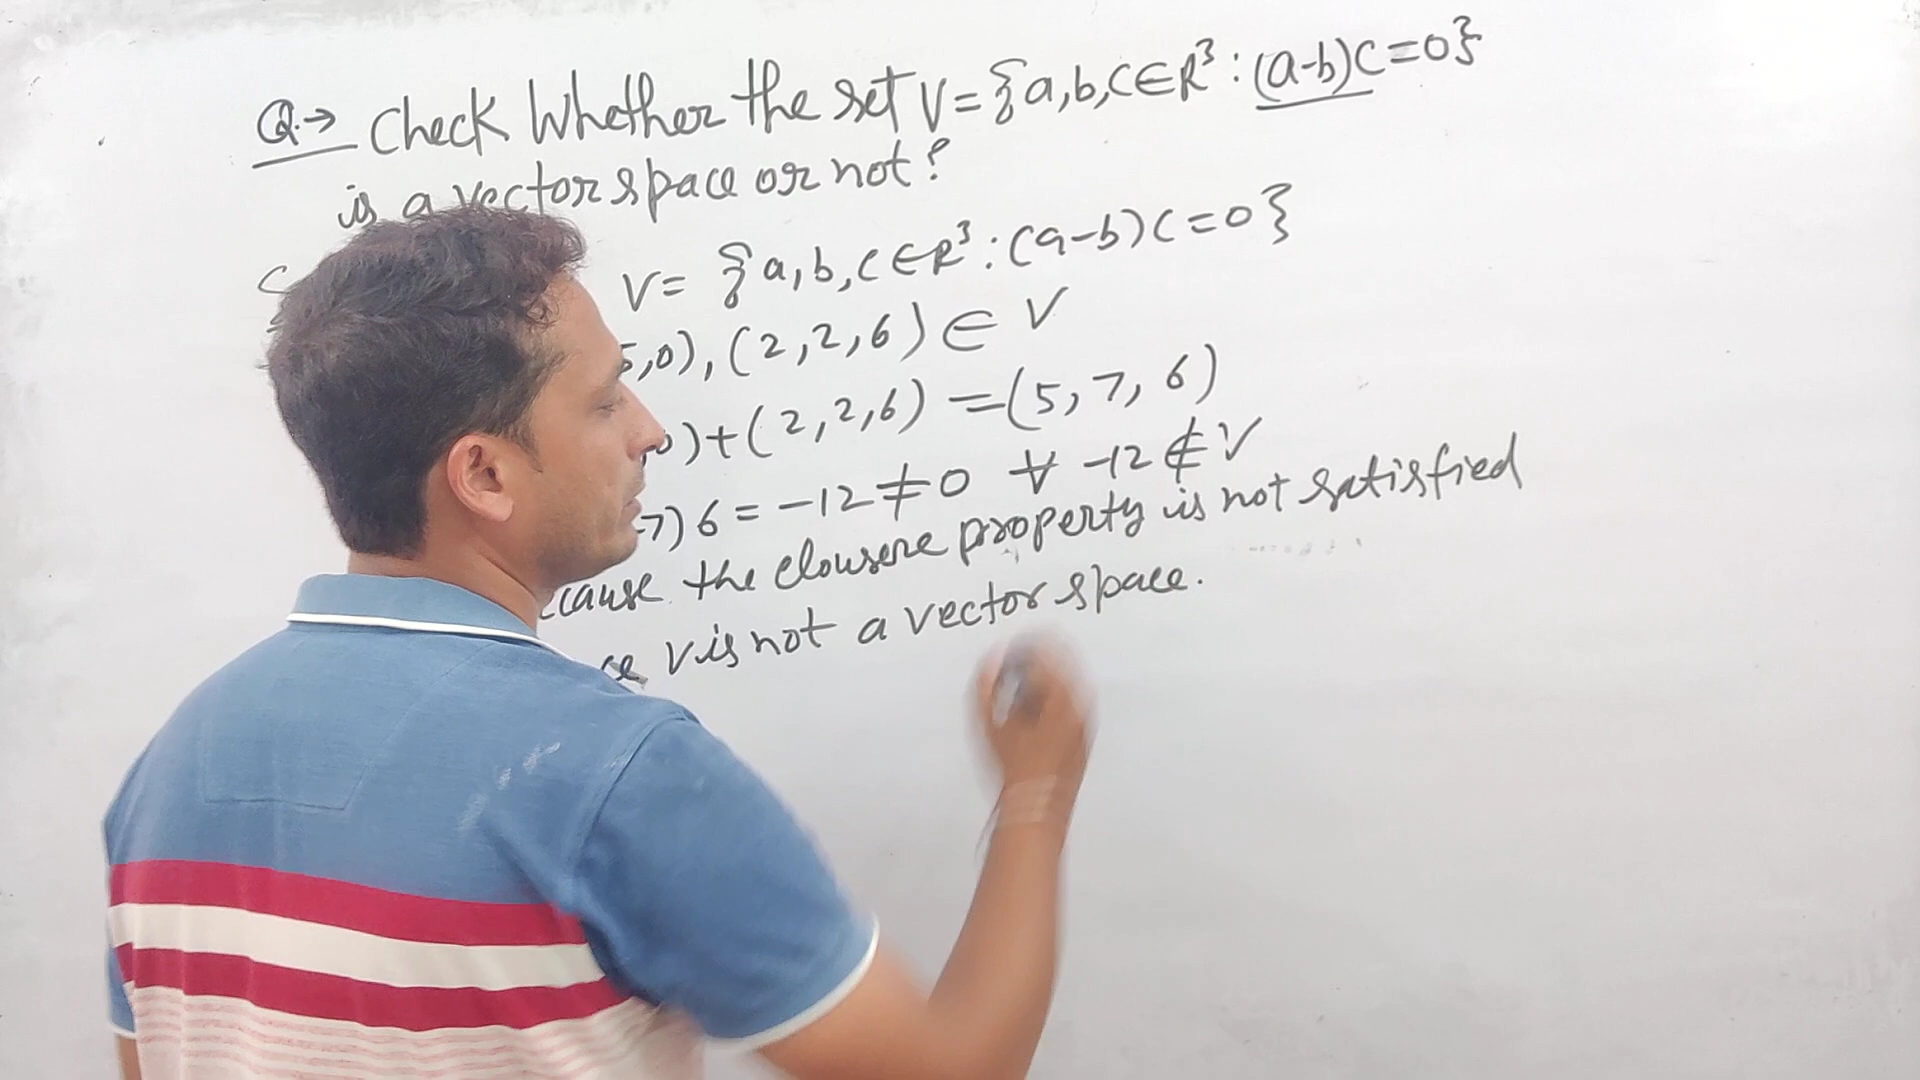 Q.→ Check Whether the set V={a,b,c∈R³:(a-b)c=0}
is a vector space or not?
V= {a,b,c∈R³:(a-b)c=0}
5,0),(2,2,6)∈V
)+(2,2,6)=(5,7,6)
-7)6=-12≠0 ∀ -12∉V
ecause the clousere property is not satisfied
ce V is not a vector space.